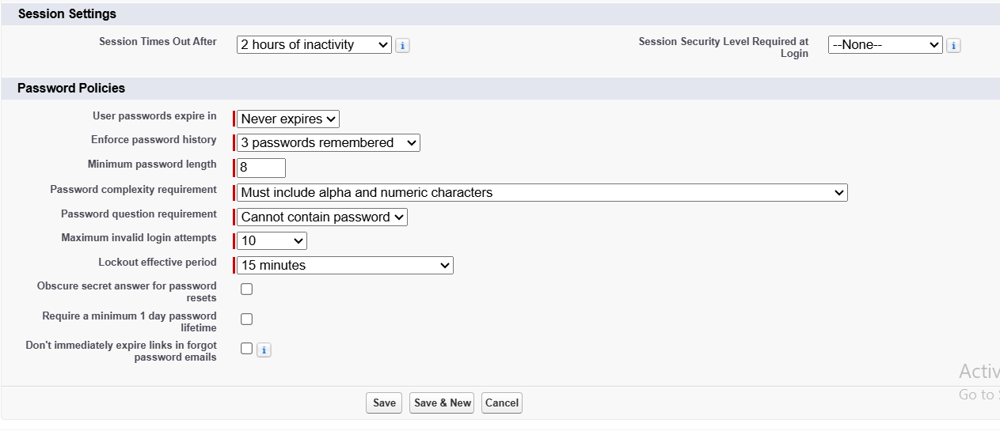 Session Settings
Session Times Out After
2 hours of inactivity
i
Session Security Level Required at
Login
--None--
i
Password Policies
User passwords expire in
Never expires
Enforce password history
3 passwords remembered
Minimum password length
8
Password complexity requirement
Must include alpha and numeric characters
Password question requirement
Cannot contain password
Maximum invalid login attempts
10
Lockout effective period
15 minutes
Obscure secret answer for password
resets
Require a minimum 1 day password
lifetime
Don't immediately expire links in forgot
password emails
i
Save
Save & New
Cancel
Go to